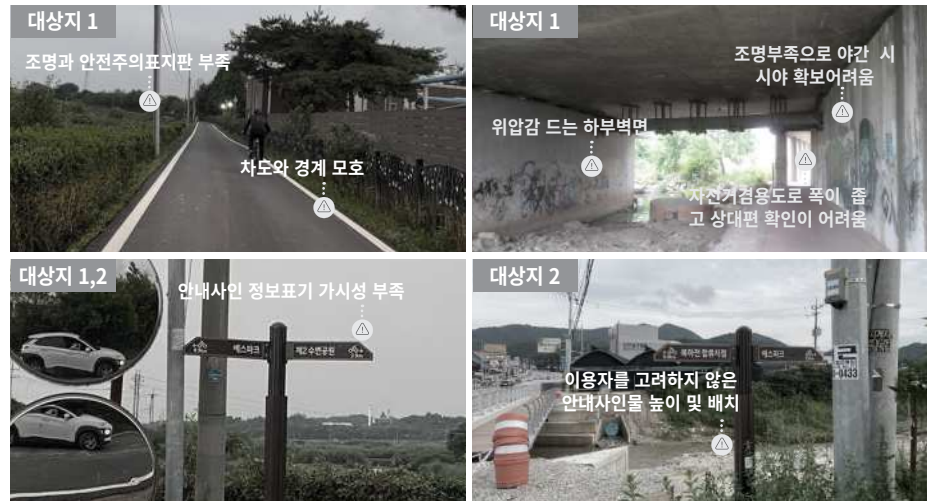 대상지 1
조명과 안전주의표지판 부족
차도와 경계 모호
대상지 1
조명부족으로 야간 시
시야 확보어려움
위압감 드는 하부벽면
자전거겸용도로 폭이 좁
고 상대편 확인이 어려움
대상지 1,2
안내사인 정보표기 가시성 부족
에스파크
제2 수변공원
대상지 2
합류지점
에스파크
이용자를 고려하지 않은
안내사인물 높이 및 배치
-0433